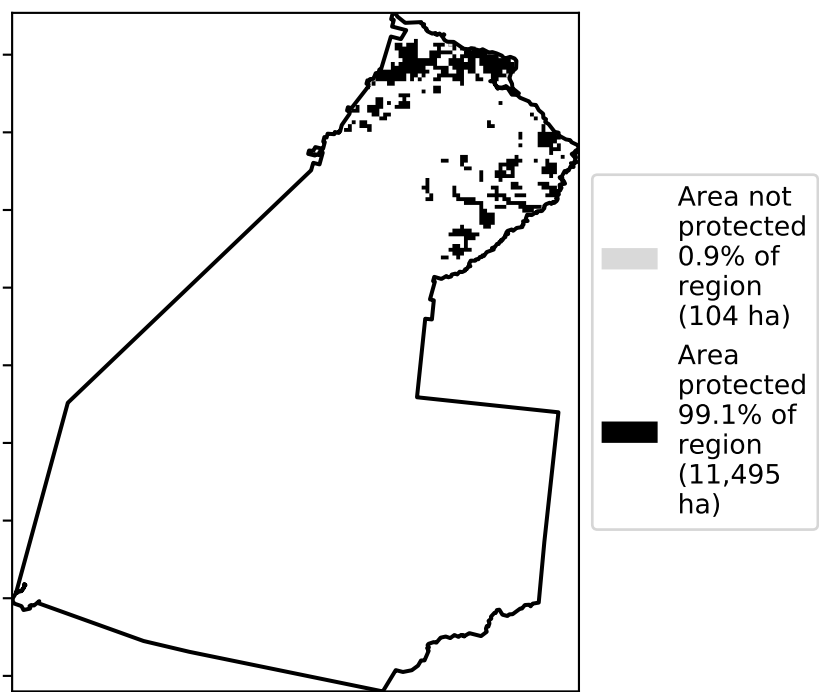 Area not
protected
0.9% of
region
(104 ha)
Area
protected
99.1% of
region
(11,495
ha)